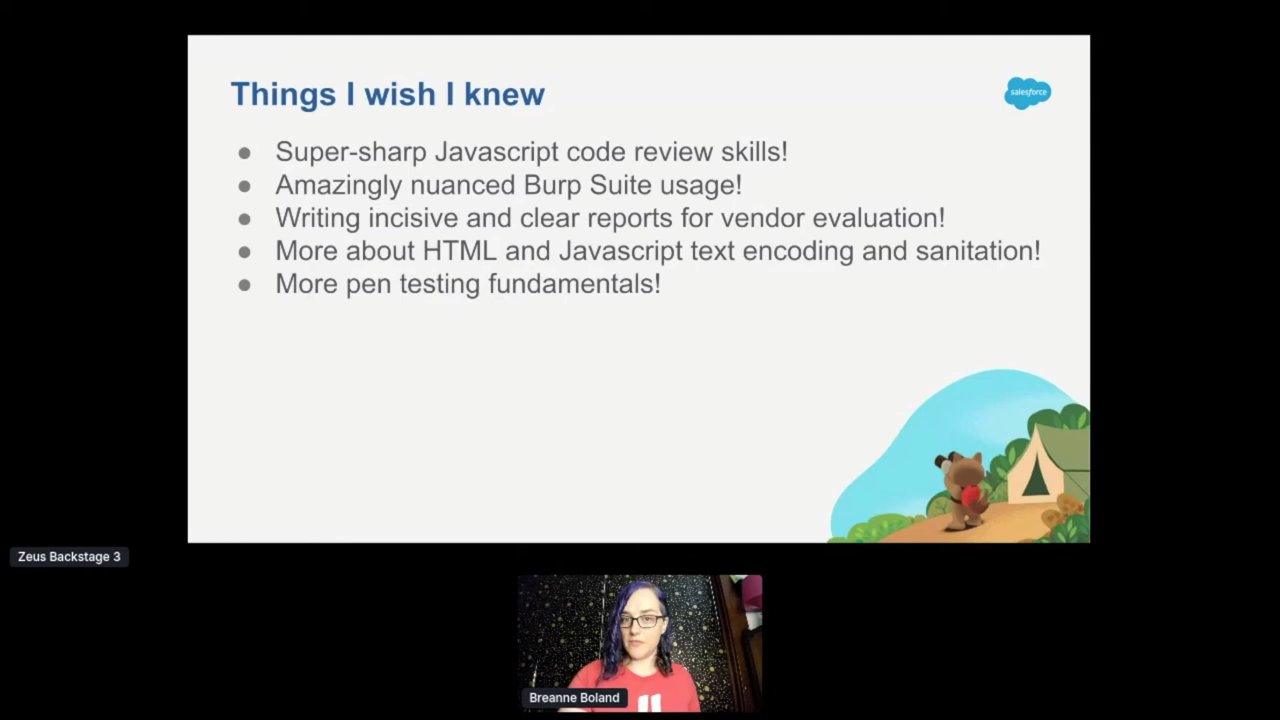 Things I wish I knew
salesforce
● Super-sharp Javascript code review skills!
● Amazingly nuanced Burp Suite usage!
● Writing incisive and clear reports for vendor evaluation!
● More about HTML and Javascript text encoding and sanitation!
● More pen testing fundamentals!
Zeus Backstage 3
Breanne Boland